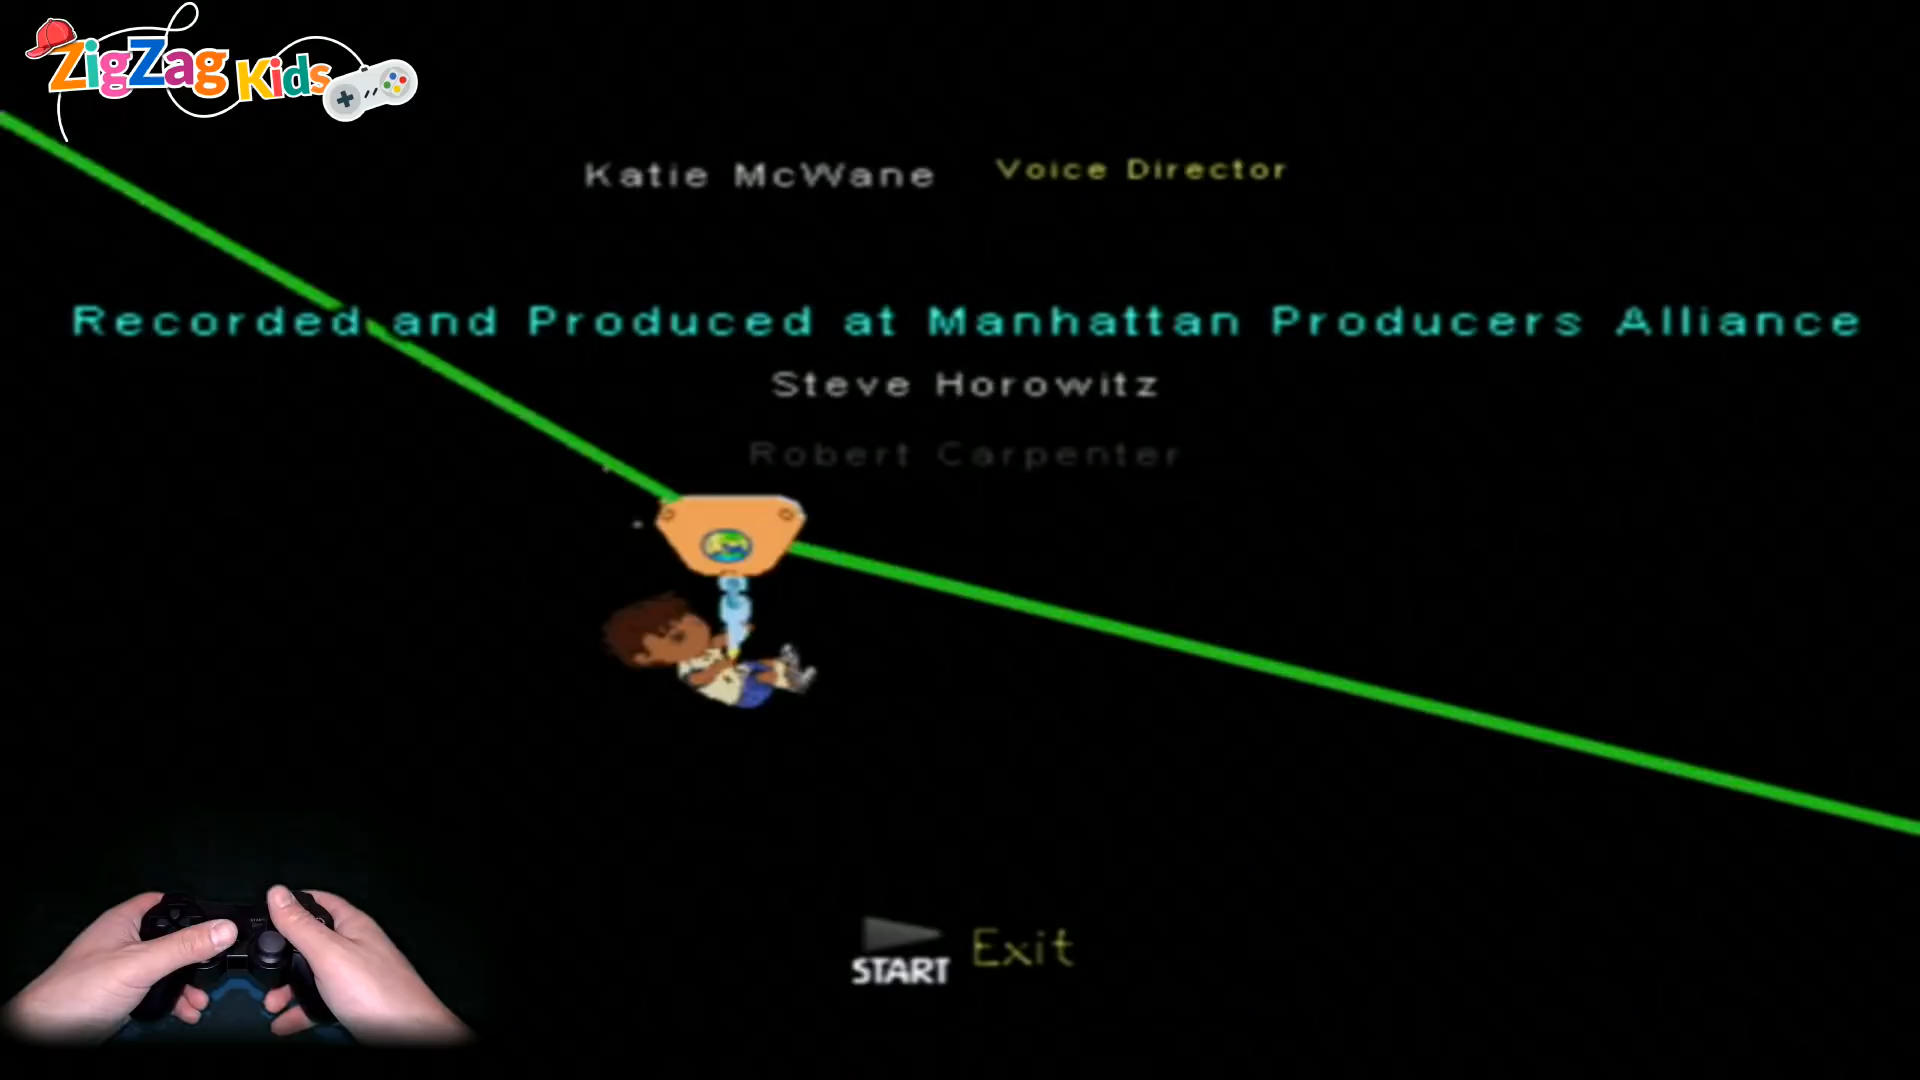 ZigZag Kids
Katie McWane Voice Director
Recorded and Produced at Manhattan Producers Alliance
Steve Horowitz
Robert Carpenter
START Exit